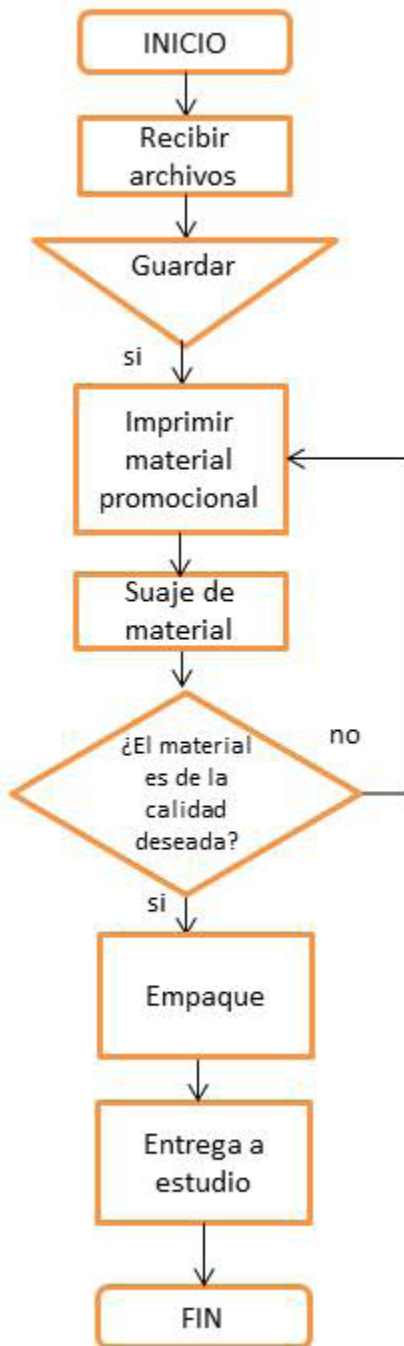 INICIO
Recibir
archivos
Guardar
si
Imprimir
material
promocional
Suaje de
material
¿El material
es de la
calidad
deseada?
no
si
Empaque
Entrega a
estudio
FIN